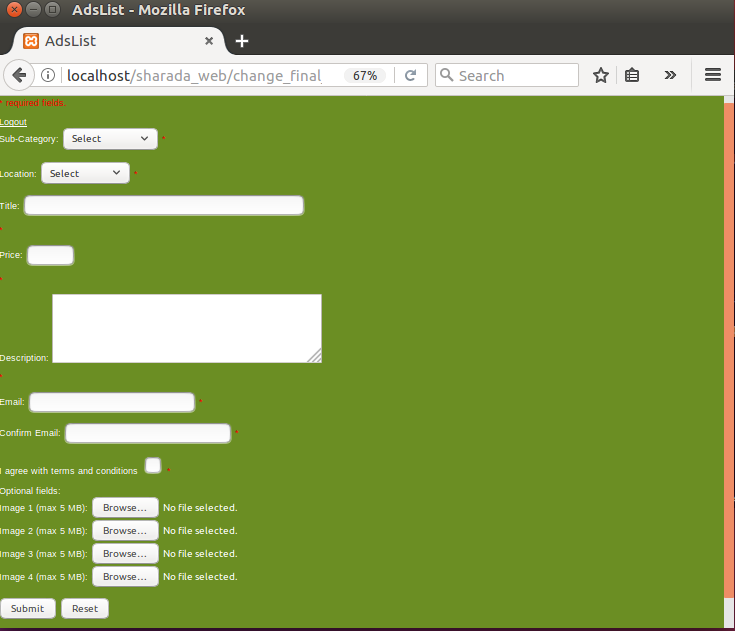 AdsList - Mozilla Firefox
AdsList
localhost/sharada_web/change_final_ 67% Search
* required fields.
Logout
Sub-Category: Select *
Location: Select *
Title:
*
Price:
*
Description:
*
Email: *
Confirm Email: *
I agree with terms and conditions *
Optional fields:
Image 1 (max 5 MB): Browse... No file selected.
Image 2 (max 5 MB): Browse... No file selected.
Image 3 (max 5 MB): Browse... No file selected.
Image 4 (max 5 MB): Browse... No file selected.
Submit Reset